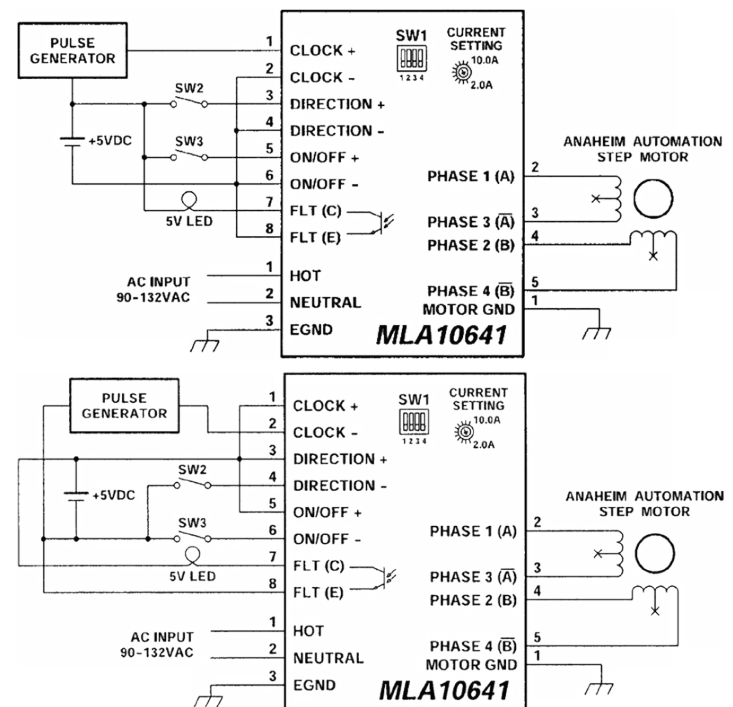 PULSE
GENERATOR
SW2
+5VDC
SW3
5V LED
AC INPUT
90-132VAC
1 CLOCK +
2 CLOCK -
3 DIRECTION +
4 DIRECTION -
5 ON/OFF +
6 ON/OFF -
7 FLT (C)
8 FLT (E)
1 HOT
2 NEUTRAL
3 EGND
SW1
1 2 3 4
CURRENT
SETTING
10.0A
2.0A
PHASE 1 (A) 2
PHASE 3 (A̅) 3
PHASE 2 (B) 4
PHASE 4 (B̅) 5
MOTOR GND 1
MLA10641
ANAHEIM AUTOMATION
STEP MOTOR
PULSE
GENERATOR
SW2
+5VDC
SW3
5V LED
AC INPUT
90-132VAC
1 CLOCK +
2 CLOCK -
3 DIRECTION +
4 DIRECTION -
5 ON/OFF +
6 ON/OFF -
7 FLT (C)
8 FLT (E)
1 HOT
2 NEUTRAL
3 EGND
SW1
1 2 3 4
CURRENT
SETTING
10.0A
2.0A
PHASE 1 (A) 2
PHASE 3 (A̅) 3
PHASE 2 (B) 4
PHASE 4 (B̅) 5
MOTOR GND 1
MLA10641
ANAHEIM AUTOMATION
STEP MOTOR